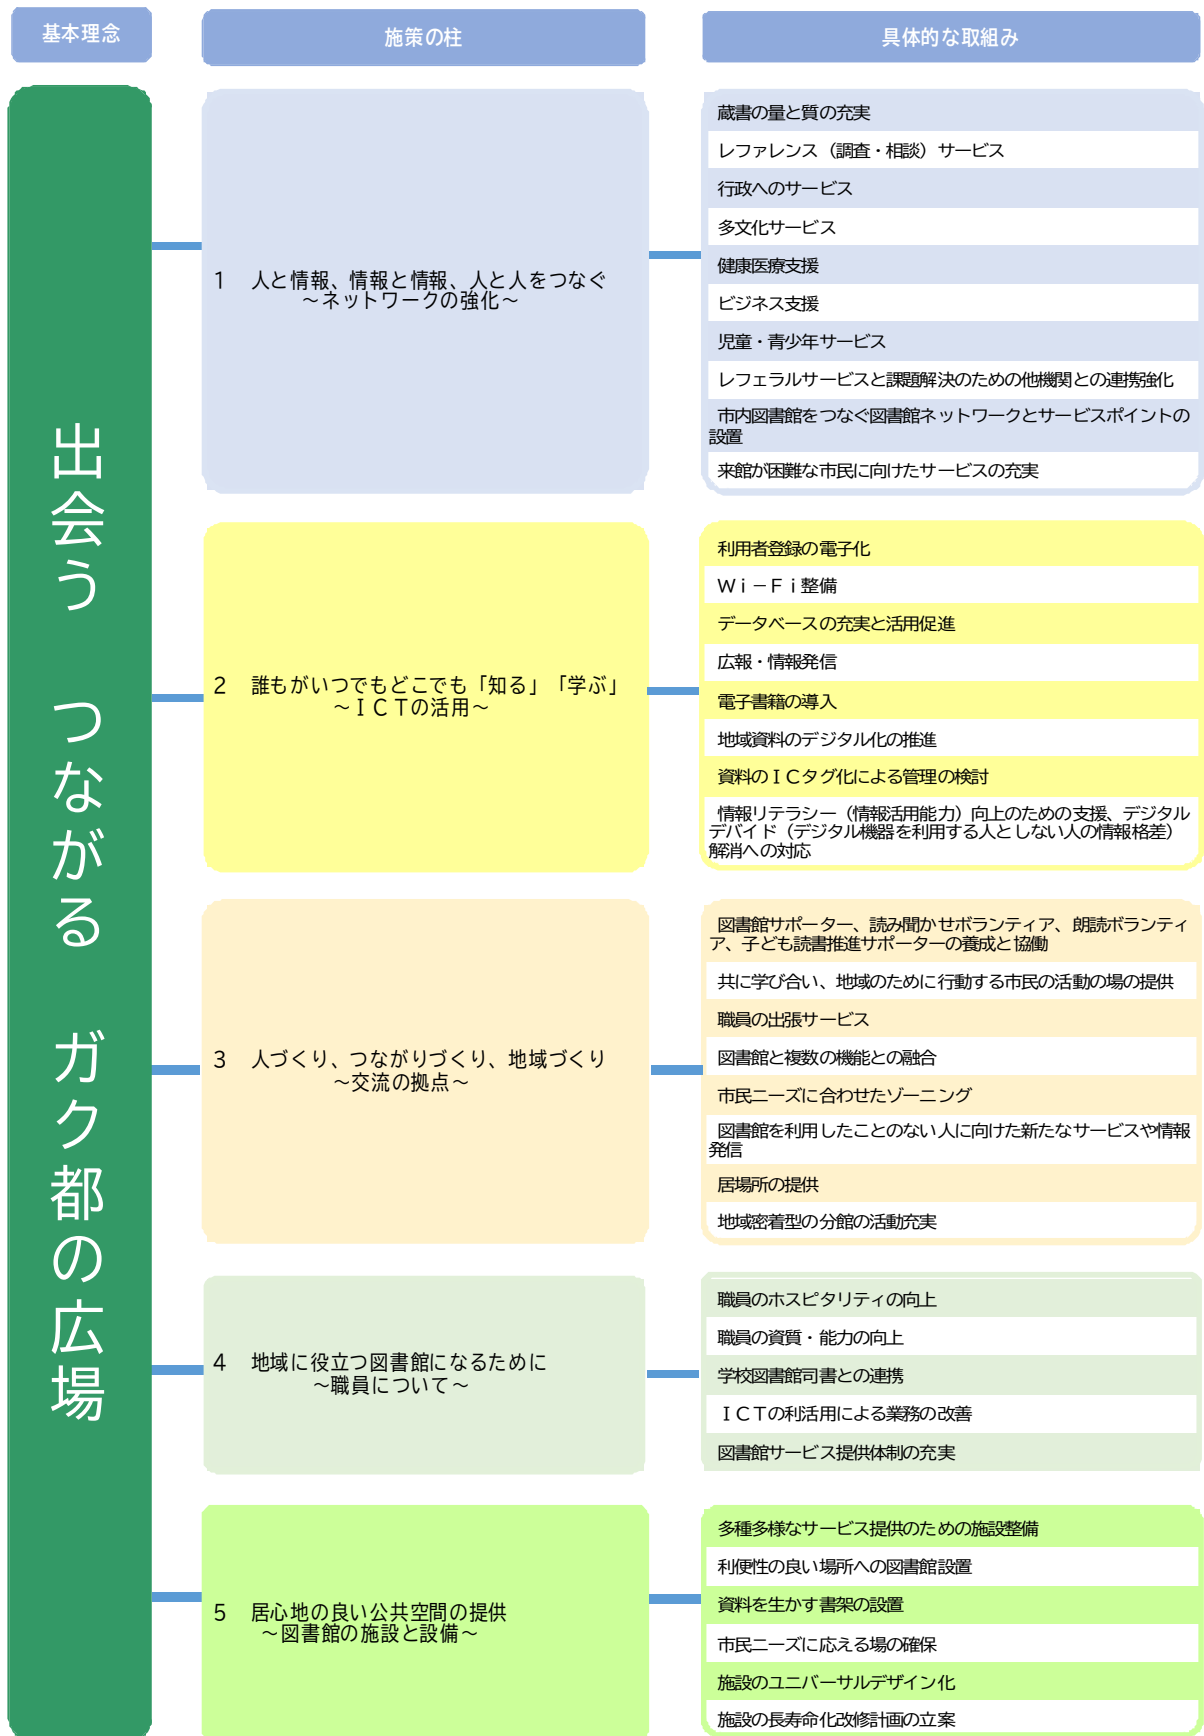 基本理念
施策の柱
具体的な取組み
出会う つながる ガク都の広場
1 人と情報、情報と情報、人と人をつなぐ
～ネットワークの強化～
蔵書の量と質の充実
レファレンス（調査・相談）サービス
行政へのサービス
多文化サービス
健康医療支援
ビジネス支援
児童・青少年サービス
レフェラルサービスと課題解決のための他機関との連携強化
市内図書館をつなぐ図書館ネットワークとサービスポイントの
設置
来館が困難な市民に向けたサービスの充実
2 誰もがいつでもどこでも「知る」「学ぶ」
～ＩＣＴの活用～
利用者登録の電子化
Ｗｉ－Ｆｉ整備
データベースの充実と活用促進
広報・情報発信
電子書籍の導入
地域資料のデジタル化の推進
資料のＩＣタグ化による管理の検討
情報リテラシー（情報活用能力）向上のための支援、デジタル
デバイド（デジタル機器を利用する人としない人の情報格差）
解消への対応
3 人づくり、つながりづくり、地域づくり
～交流の拠点～
図書館サポーター、読み聞かせボランティア、朗読ボランティ
ア、子ども読書推進サポーターの養成と協働
共に学び合い、地域のために行動する市民の活動の場の提供
職員の出張サービス
図書館と複数の機能との融合
市民ニーズに合わせたゾーニング
図書館を利用したことのない人に向けた新たなサービスや情報
発信
居場所の提供
地域密着型の分館の活動充実
4 地域に役立つ図書館になるために
～職員について～
職員のホスピタリティの向上
職員の資質・能力の向上
学校図書館司書との連携
ＩＣＴの利活用による業務の改善
図書館サービス提供体制の充実
5 居心地の良い公共空間の提供
～図書館の施設と設備～
多種多様なサービス提供のための施設整備
利便性の良い場所への図書館設置
資料を生かす書架の設置
市民ニーズに応える場の確保
施設のユニバーサルデザイン化
施設の長寿命化改修計画の立案